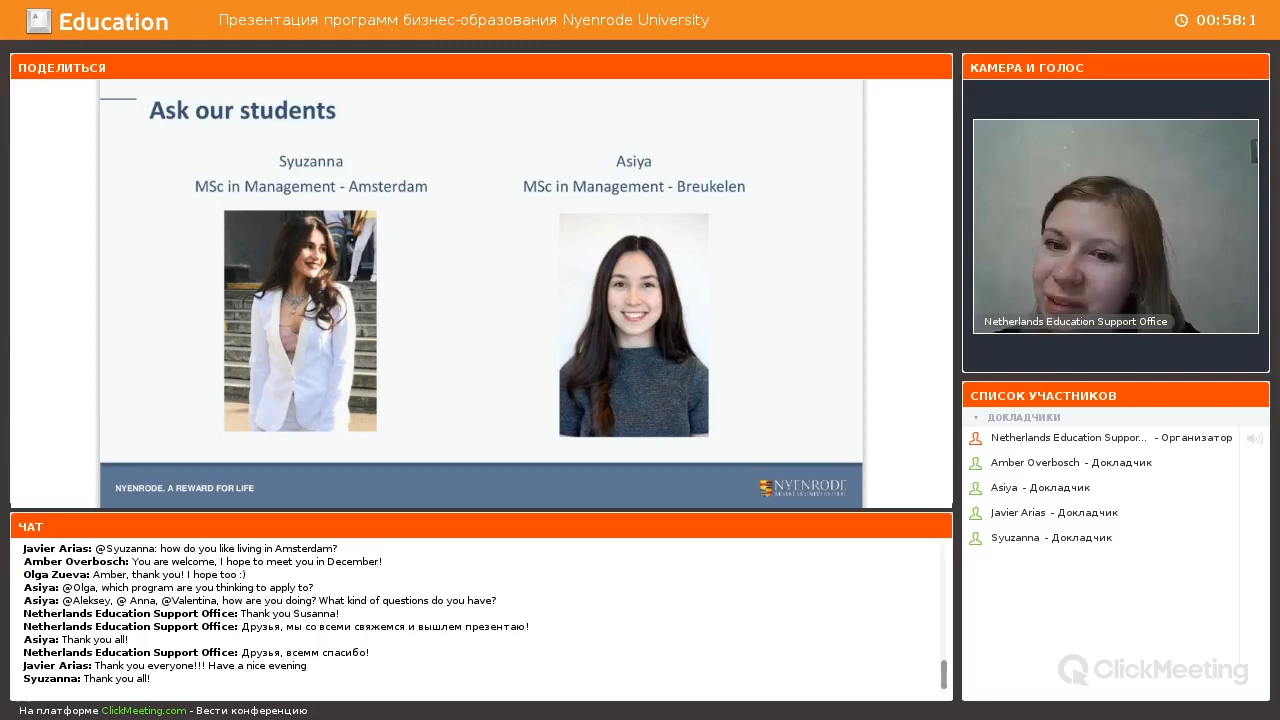 Education
Презентация программ бизнес-образования Nyenrode University
00:58:1
ПОДЕЛИТЬСЯ
Ask our students
Syuzanna
MSc in Management - Amsterdam
Asiya
MSc in Management - Breukelen
NYENRODE. A REWARD FOR LIFE
NYENRODE
КАМЕРА И ГОЛОС
Netherlands Education Support Office
СПИСОК УЧАСТНИКОВ
ДОКЛАДЧИКИ
Netherlands Education Suppor... - Организатор
Amber Overbosch - Докладчик
Asiya - Докладчик
Javier Arias - Докладчик
Syuzanna - Докладчик
ClickMeeting
ЧАТ
Javier Arias: @Syuzanna: how do you like living in Amsterdam?
Amber Overbosch: You are welcome, I hope to meet you in December!
Olga Zueva: Amber, thank you! I hope too :)
Asiya: @Olga, which program are you thinking to apply to?
Asiya: @Aleksey, @ Anna, @Valentina, how are you doing? What kind of questions do you have?
Netherlands Education Support Office: Thank you Susanna!
Netherlands Education Support Office: Друзья, мы со всеми свяжемся и вышлем презентаю!
Asiya: Thank you all!
Netherlands Education Support Office: Друзья, всемм спасибо!
Javier Arias: Thank you everyone!!! Have a nice evening
Syuzanna: Thank you all!
На платформе ClickMeeting.com - Вести конференцию